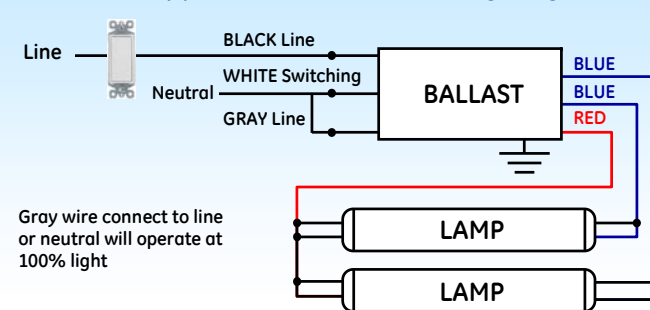 BLACK Line
Line
WHITE Switching
Neutral
GRAY Line
BALLAST
BLUE
BLUE
RED
Gray wire connect to line
or neutral will operate at
100% light
LAMP
LAMP